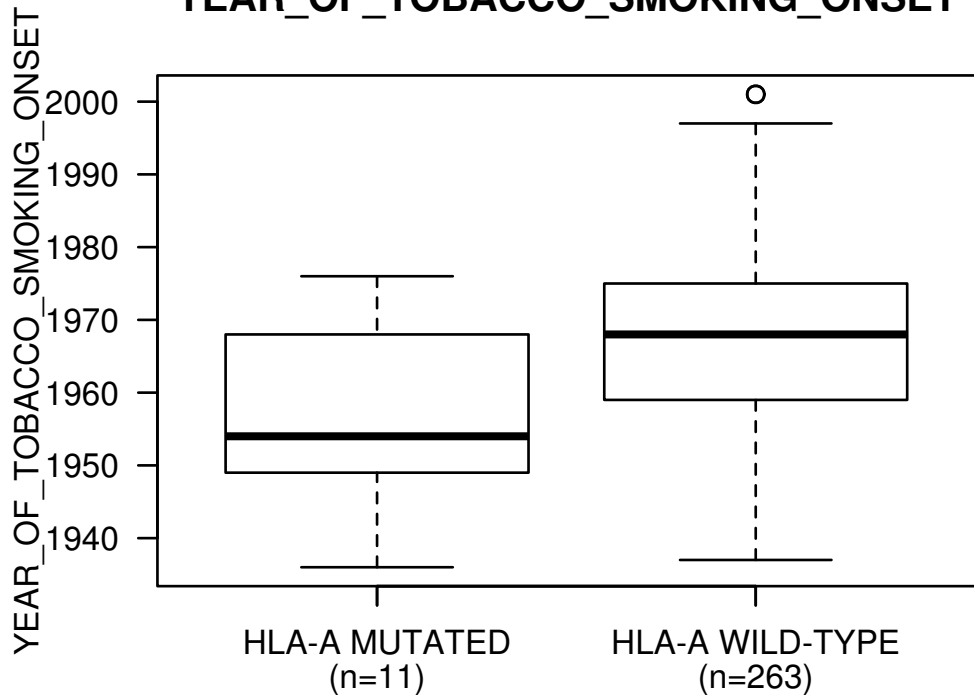 YEAR_OF_TOBACCO_SMOKING_ONSET
YEAR_OF_TOBACCO_SMOKING_ONSET
2000
1990
1980
1970
1960
1950
1940
HLA-A MUTATED
(n=11)
HLA-A WILD-TYPE
(n=263)